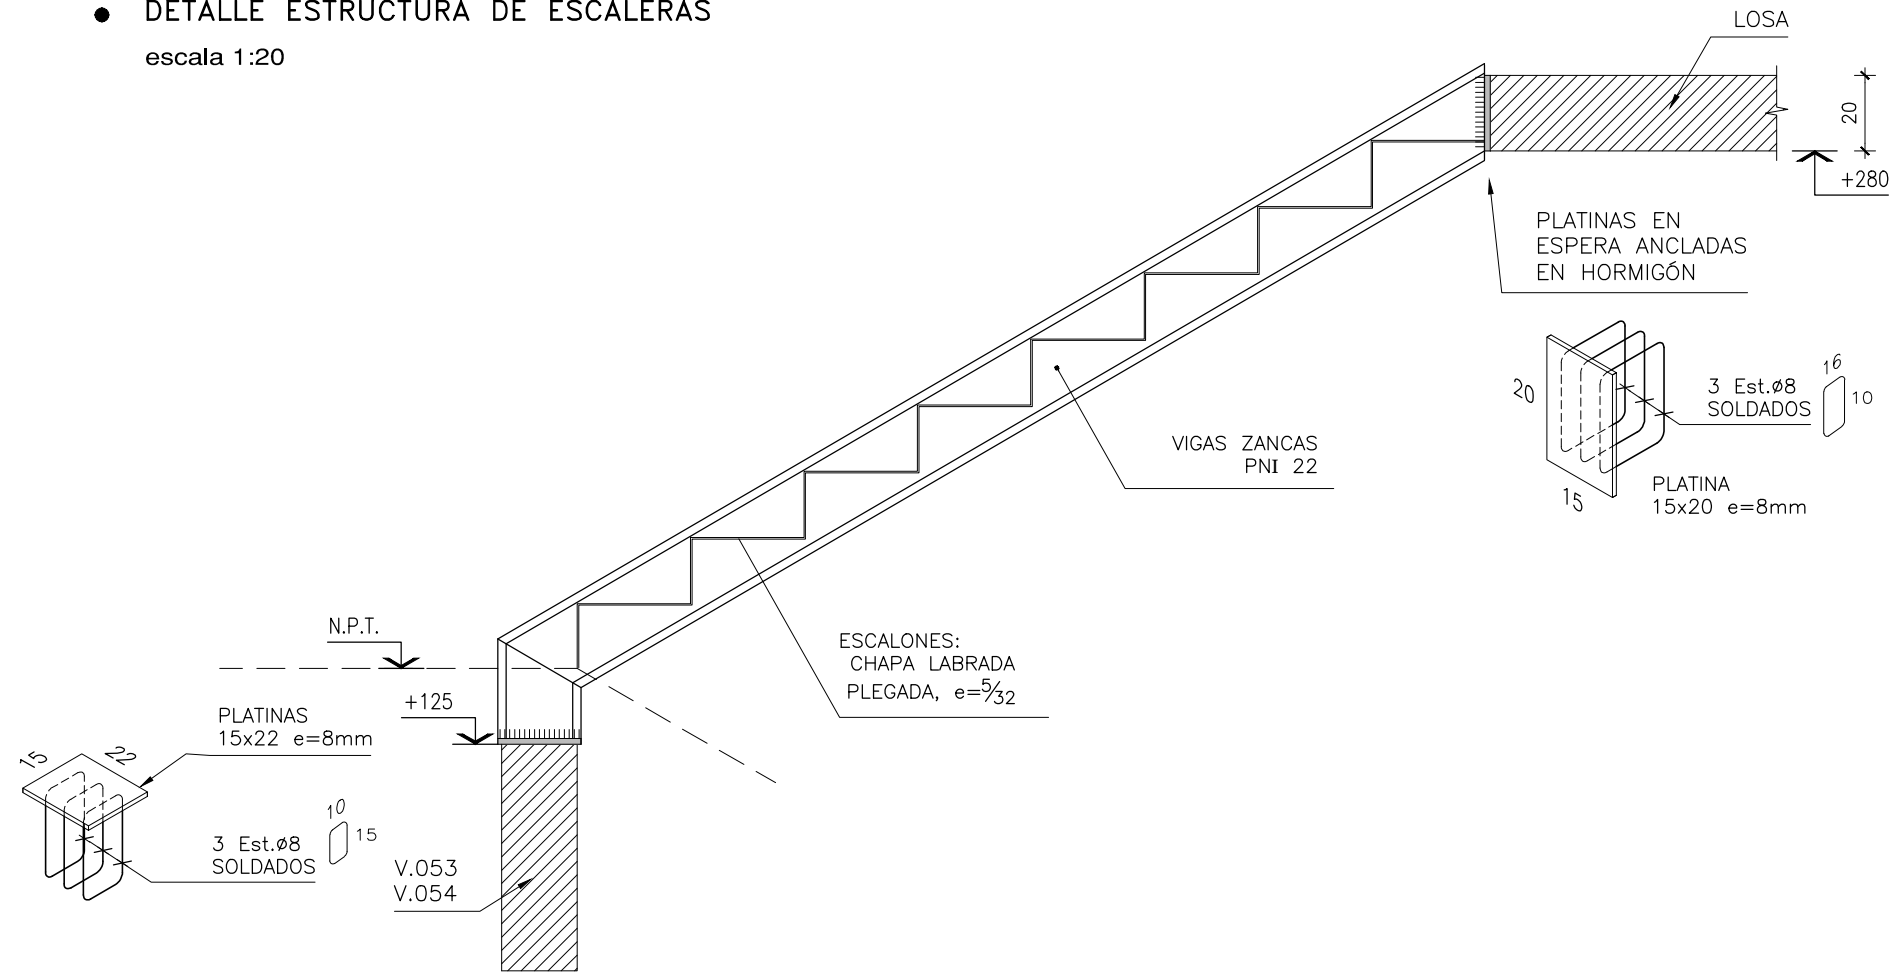 DETALLE ESTRUCTURA DE ESCALERAS
escala 1:20
LOSA
20
+280
PLATINAS EN
ESPERA ANCLADAS
EN HORMIGÓN
20
15
3 Est.ø8
SOLDADOS
16
10
PLATINA
15x20 e=8mm
VIGAS ZANCAS
PNI 22
N.P.T.
ESCALONES:
CHAPA LABRADA
PLEGADA, e=5/32
+125
PLATINAS
15x22 e=8mm
15
22
3 Est.ø8
SOLDADOS
10
15
V.053
V.054